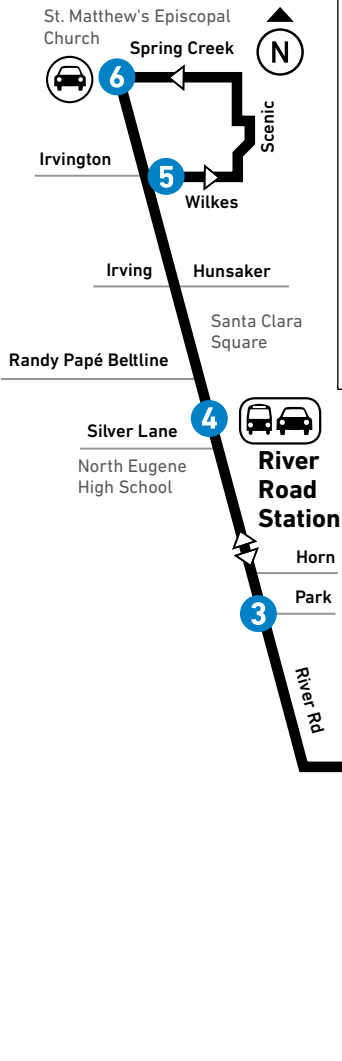 St. Matthew's Episcopal
Church
Spring Creek
N
6
Scenic
Irvington
5
Wilkes
Irving
Hunsaker
Santa Clara
Square
Randy Papé Beltline
4
Silver Lane
North Eugene
High School
River
Road
Station
Horn
Park
3
River Rd